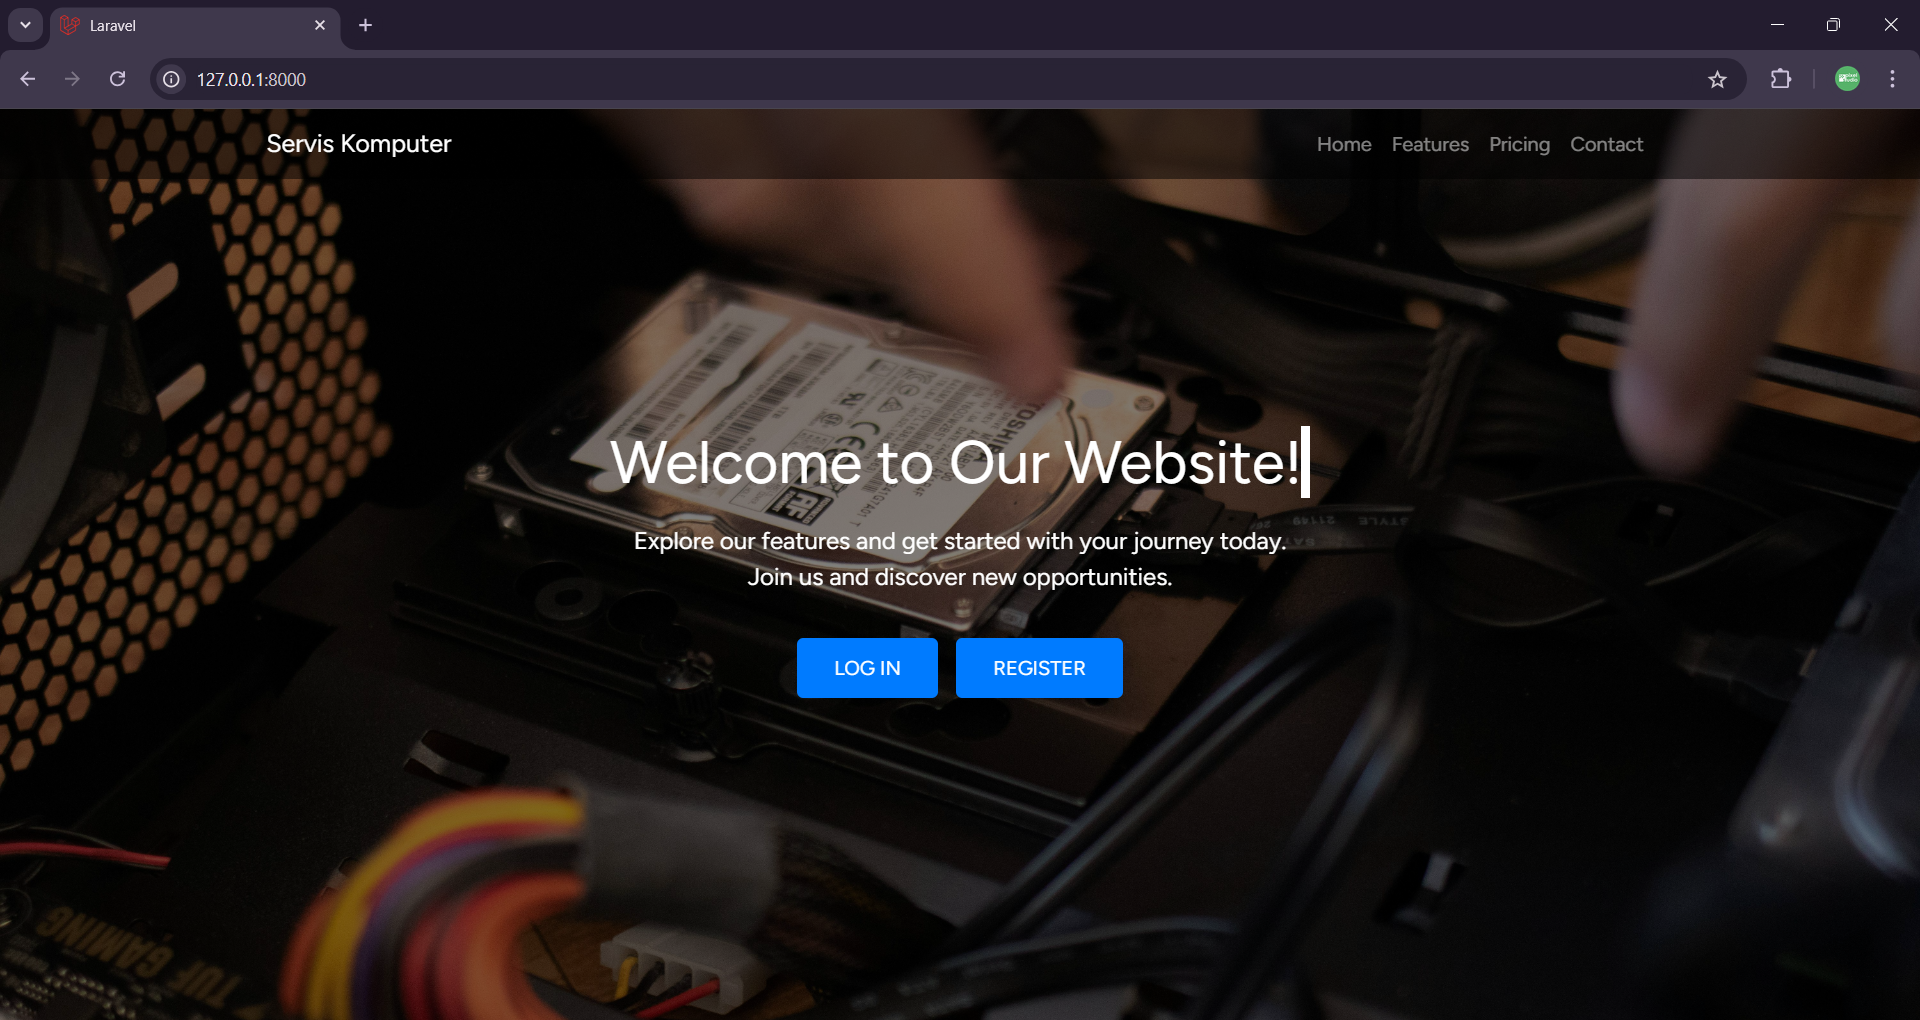 Laravel
127.0.0.1:8000
Servis Komputer
Home Features Pricing Contact
TOSHIBA
Welcome to Our Website!
Explore our features and get started with your journey today.
Join us and discover new opportunities.
LOG IN REGISTER
TUF GAMING